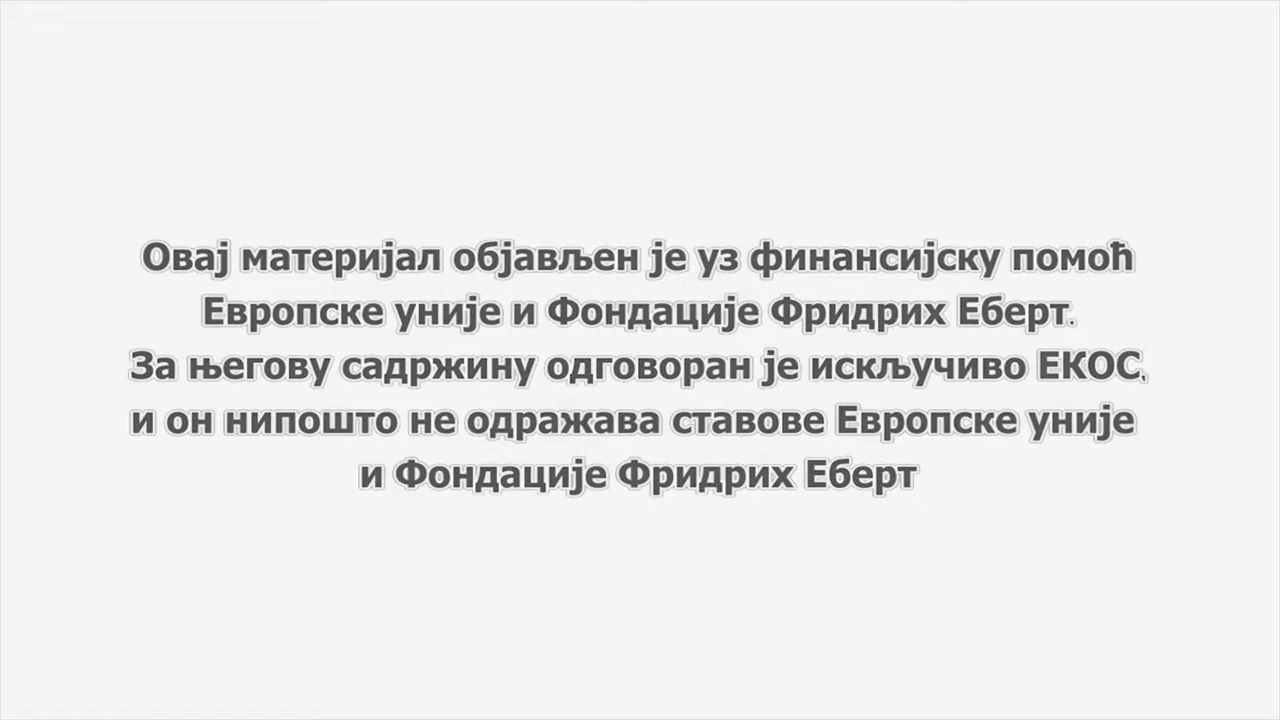 Овај материјал објављен је уз финансијску помоћ
Европске уније и Фондације Фридрих Еберт.
За његову садржину одговоран је искључиво ЕКОС,
и он нипошто не одражава ставове Европске уније
и Фондације Фридрих Еберт